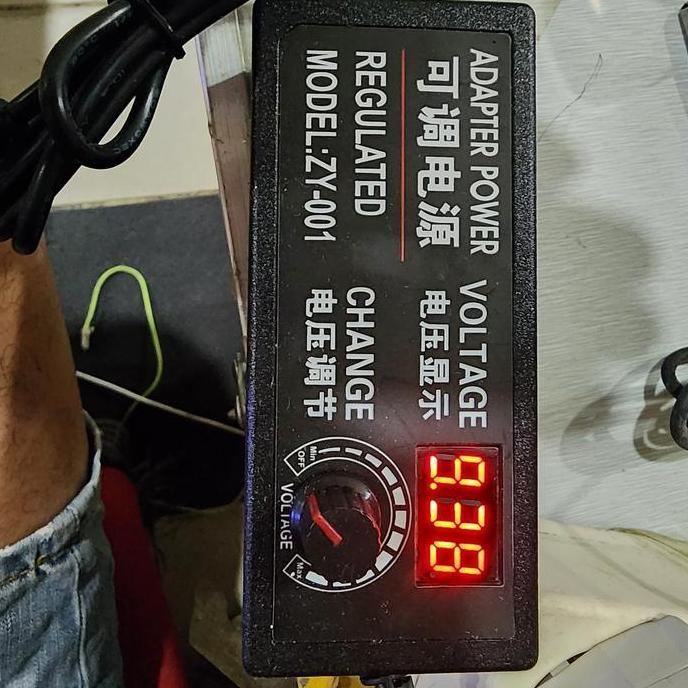 ADAPTER POWER
可调电源
REGULATED
MODEL:ZY-001
VOLTAGE
电压显示
CHANGE
电压调节
9.38
Min
OFF
VOLTAGE
Max